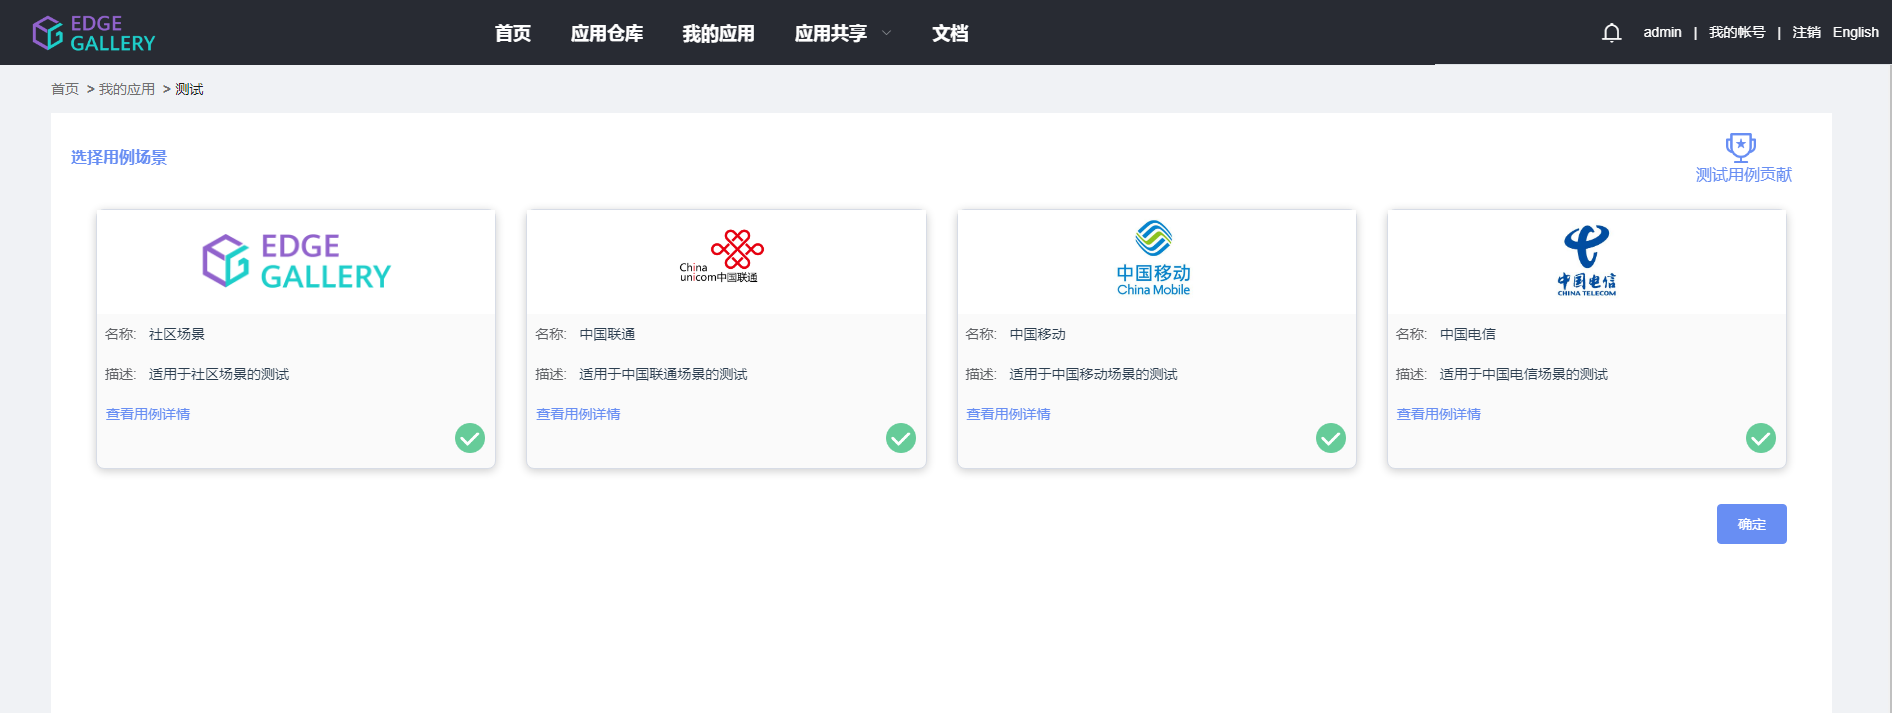 EDGE
GALLERY
首页 应用仓库 我的应用 应用共享 文档
admin | 我的帐号 | 注销 English
首页 > 我的应用 > 测试
选择用例场景
测试用例贡献
EDGE
GALLERY
名称: 社区场景
描述: 适用于社区场景的测试
查看用例详情
China
unicom中国联通
名称: 中国联通
描述: 适用于中国联通场景的测试
查看用例详情
中国移动
China Mobile
名称: 中国移动
描述: 适用于中国移动场景的测试
查看用例详情
中国电信
CHINA TELECOM
名称: 中国电信
描述: 适用于中国电信场景的测试
查看用例详情
确定